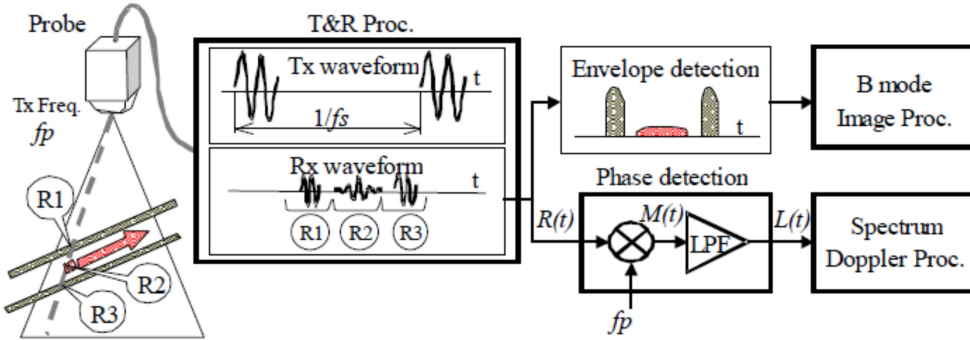 Probe
Tx Freq.
fp
R1
R2
R3
T&R Proc.
Tx waveform
t
1/fs
Rx waveform
t
R1
R2
R3
Envelope detection
t
B mode
Image Proc.
Phase detection
R(t)
M(t)
LPF
L(t)
fp
Spectrum
Doppler Proc.